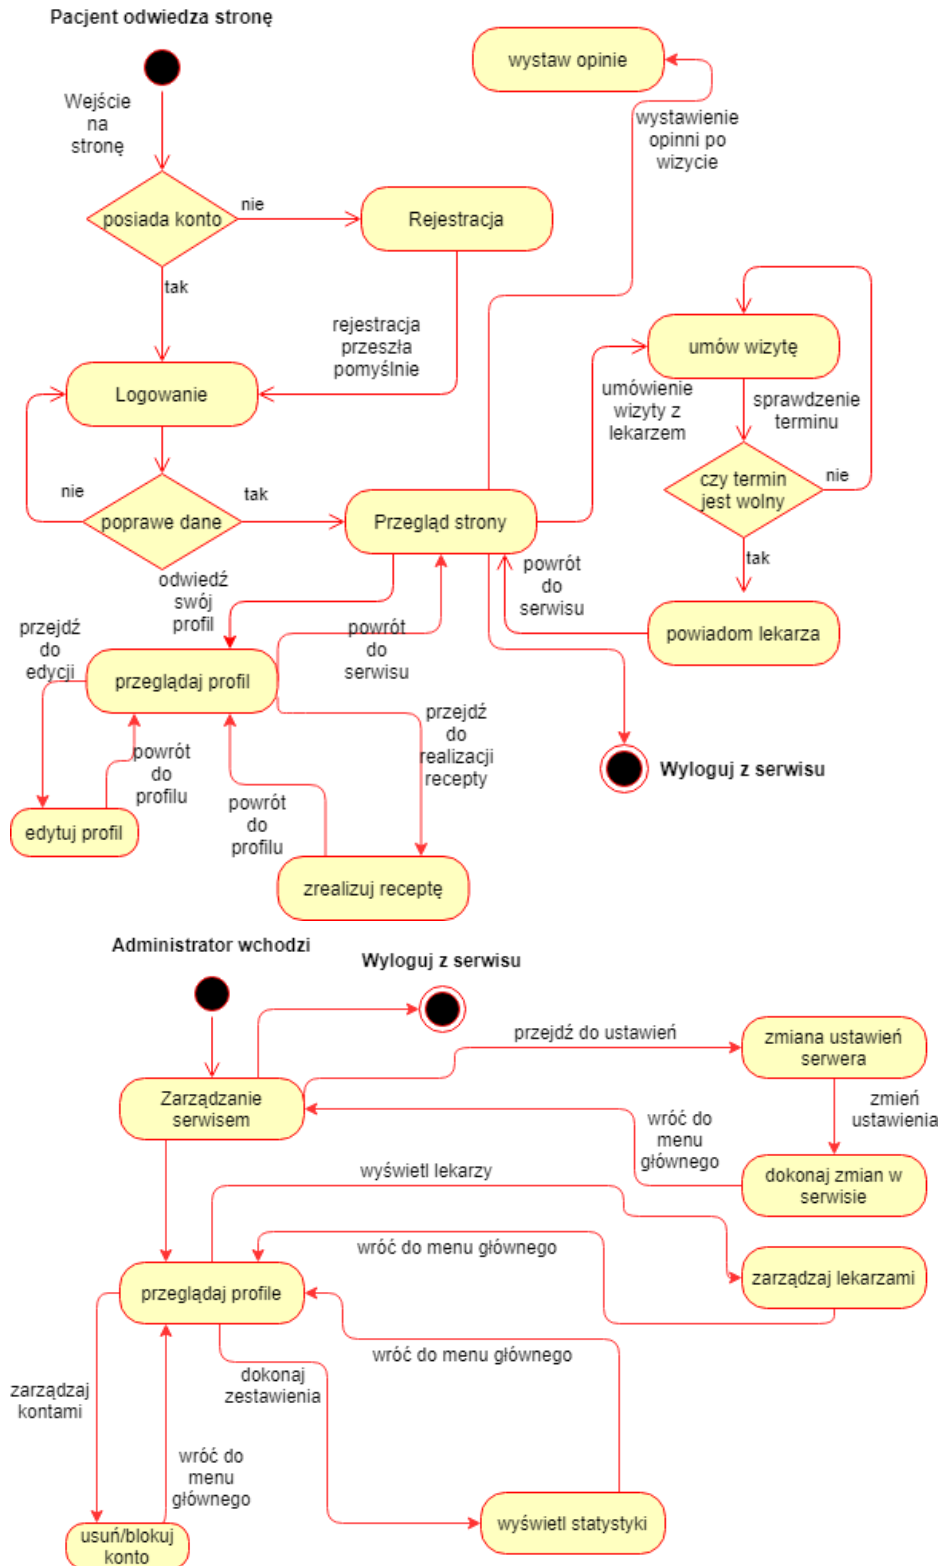 Pacjent odwiedza stronę
wystaw opinie
Wejście
na
stronę
wystawienie
opinni po
wizycie
posiada konto
nie
Rejestracja
tak
rejestracja
przeszła
pomyślnie
umów wizytę
Logowanie
umówienie
wizyty z
lekarzem
sprawdzenie
terminu
nie
tak
poprawe dane
Przegląd strony
czy termin
jest wolny
nie
tak
odwiedź
swój
profil
powrót
do
serwisu
powiadom lekarza
przejdź
do
edycji
powrót
do
serwisu
przeglądaj profil
przejdź
do
realizacji
recepty
powrót
do
profilu
Wyloguj z serwisu
powrót
do
profilu
edytuj profil
zrealizuj receptę
Administrator wchodzi
Wyloguj z serwisu
przejdź do ustawień
zmiana ustawień
serwera
Zarządzanie
serwisem
zmień
ustawienia
wróć do
menu
głównego
wyświetl lekarzy
dokonaj zmian w
serwisie
wróć do menu głównego
zarządzaj lekarzami
przeglądaj profile
wróć do menu głównego
dokonaj
zestawienia
zarządzaj
kontami
wróć do
menu
głównego
wyświetl statystyki
usuń/blokuj
konto